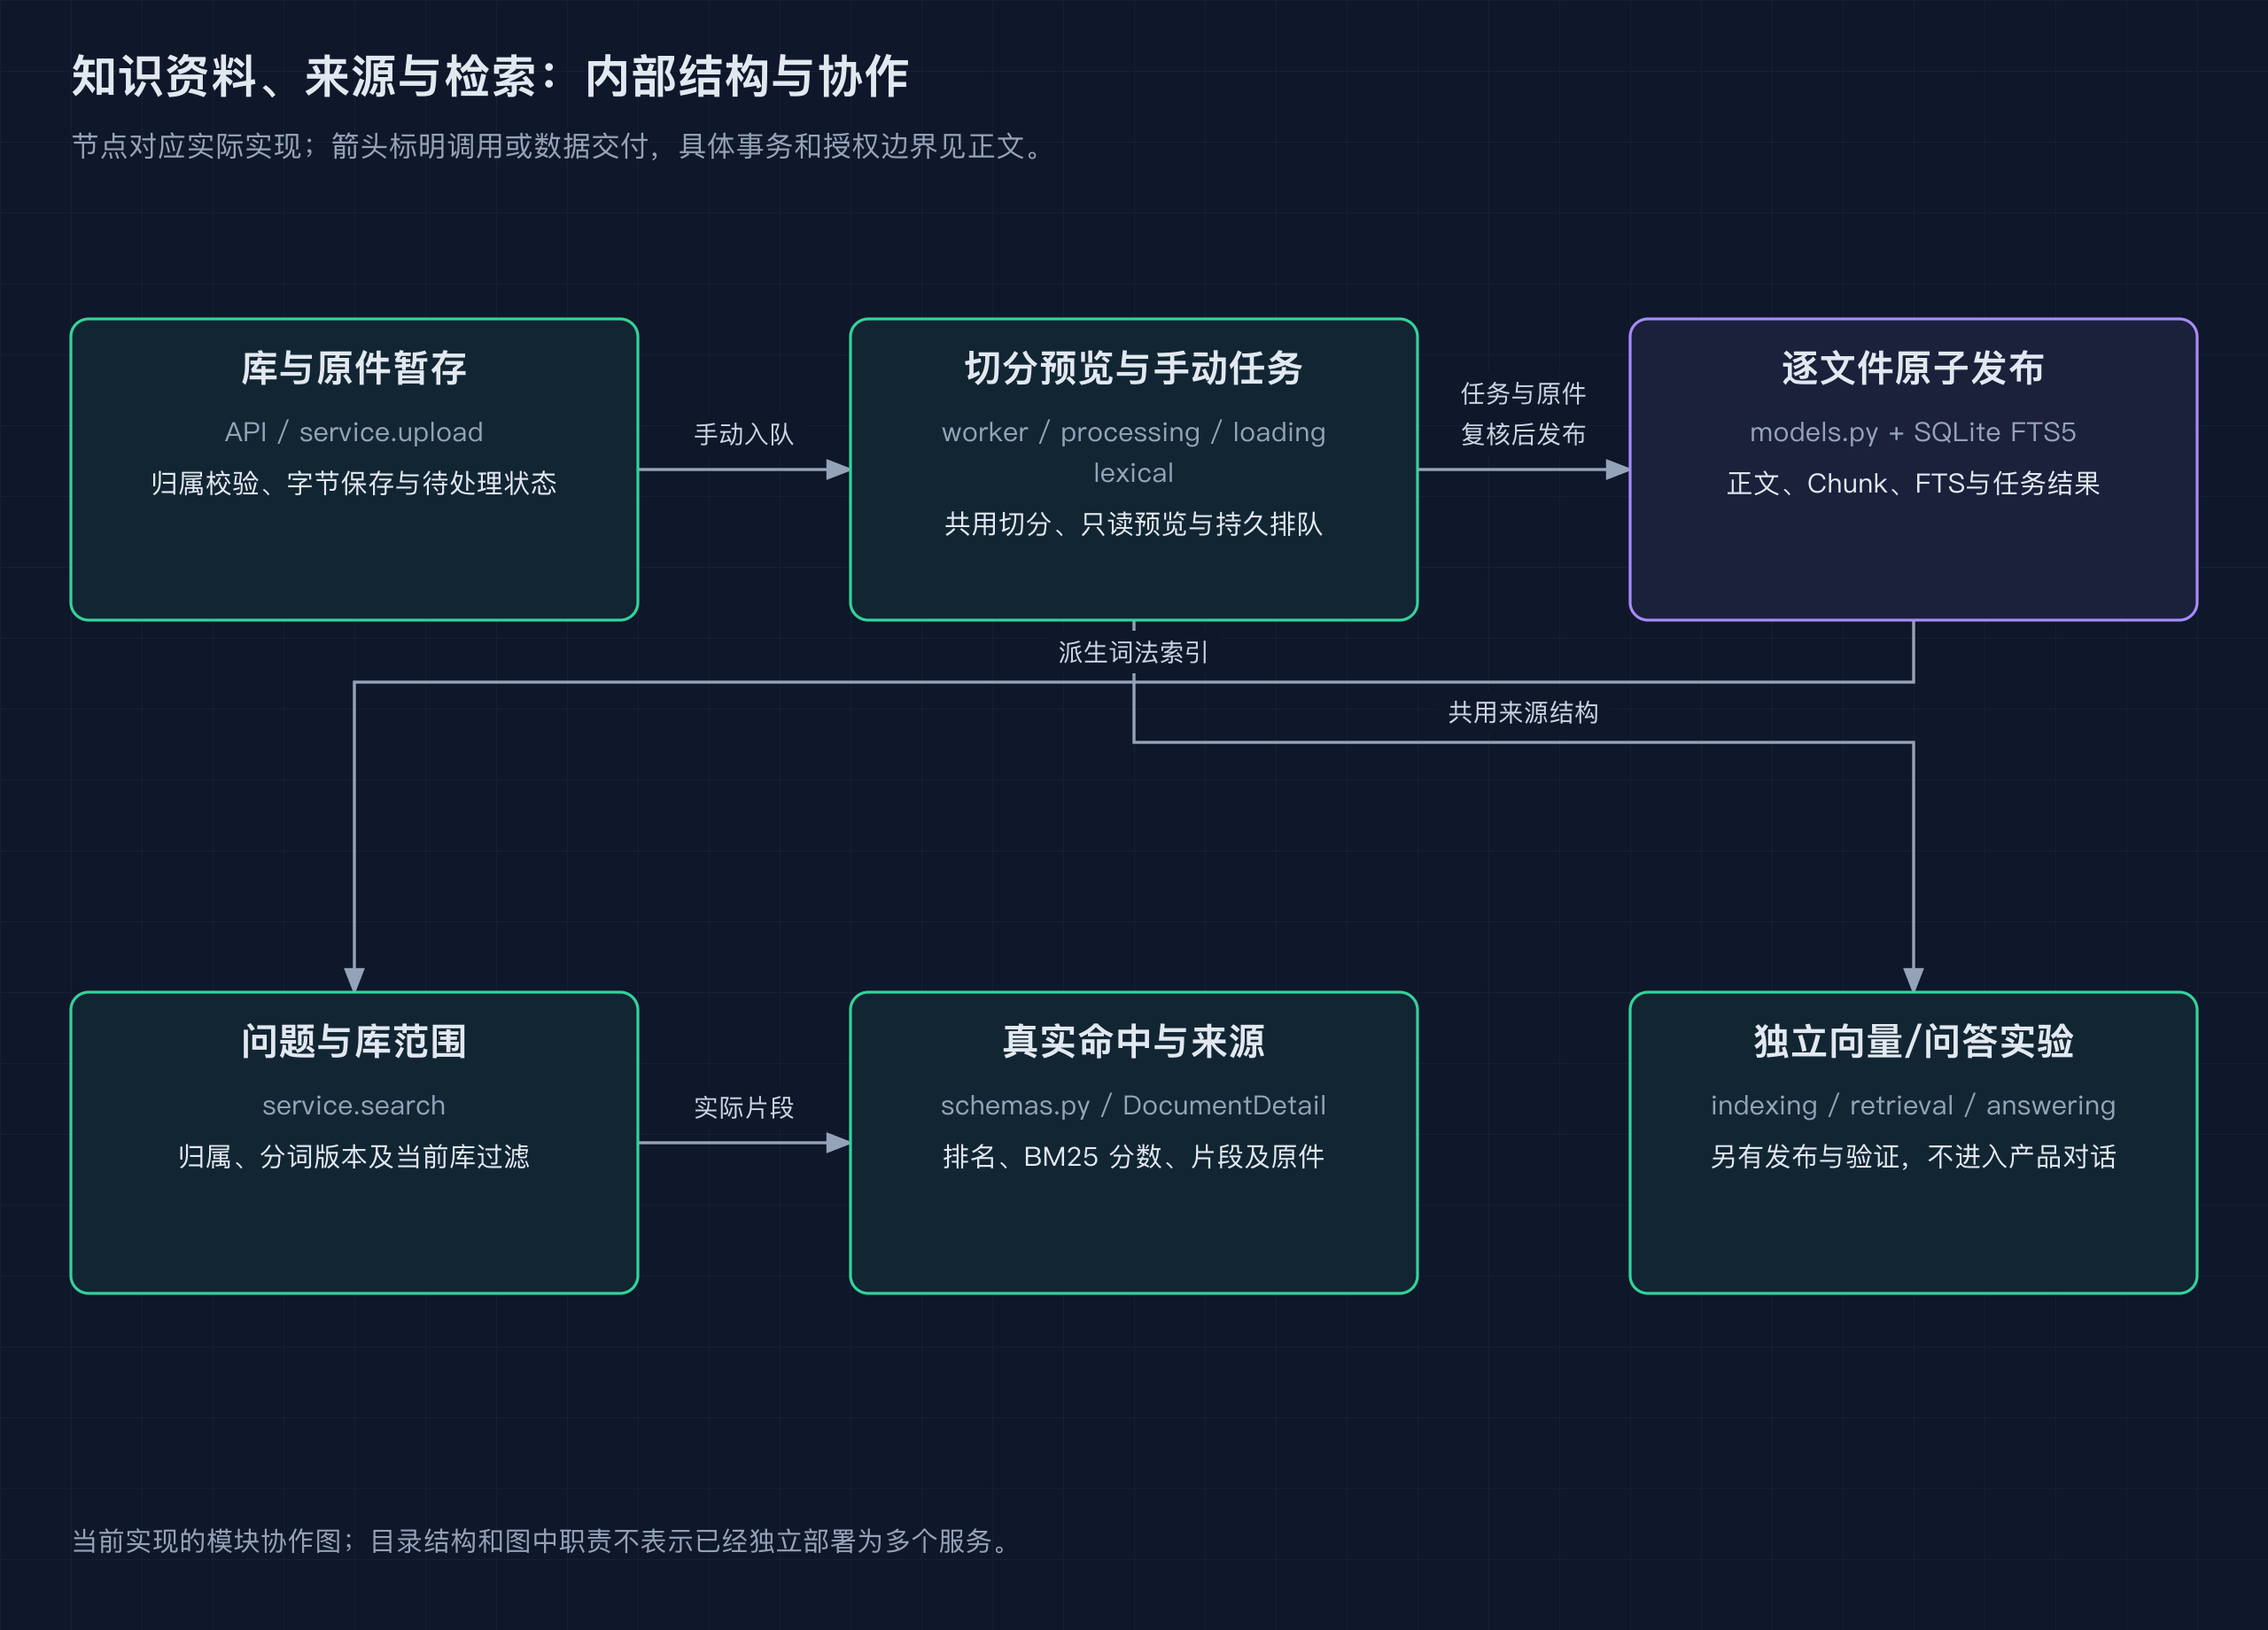 知识资料、来源与检索：内部结构与协作
节点对应实际实现；箭头标明调用或数据交付，具体事务和授权边界见正文。
库与原件暂存
API / service.upload
归属校验、字节保存与待处理状态
手动入队
切分预览与手动任务
worker / processing / loading
lexical
共用切分、只读预览与持久排队
任务与原件
复核后发布
逐文件原子发布
models.py + SQLite FTS5
正文、Chunk、FTS与任务结果
派生词法索引
共用来源结构
问题与库范围
service.search
归属、分词版本及当前库过滤
实际片段
真实命中与来源
schemas.py / DocumentDetail
排名、BM25 分数、片段及原件
独立向量/问答实验
indexing / retrieval / answering
另有发布与验证，不进入产品对话
当前实现的模块协作图；目录结构和图中职责不表示已经独立部署为多个服务。